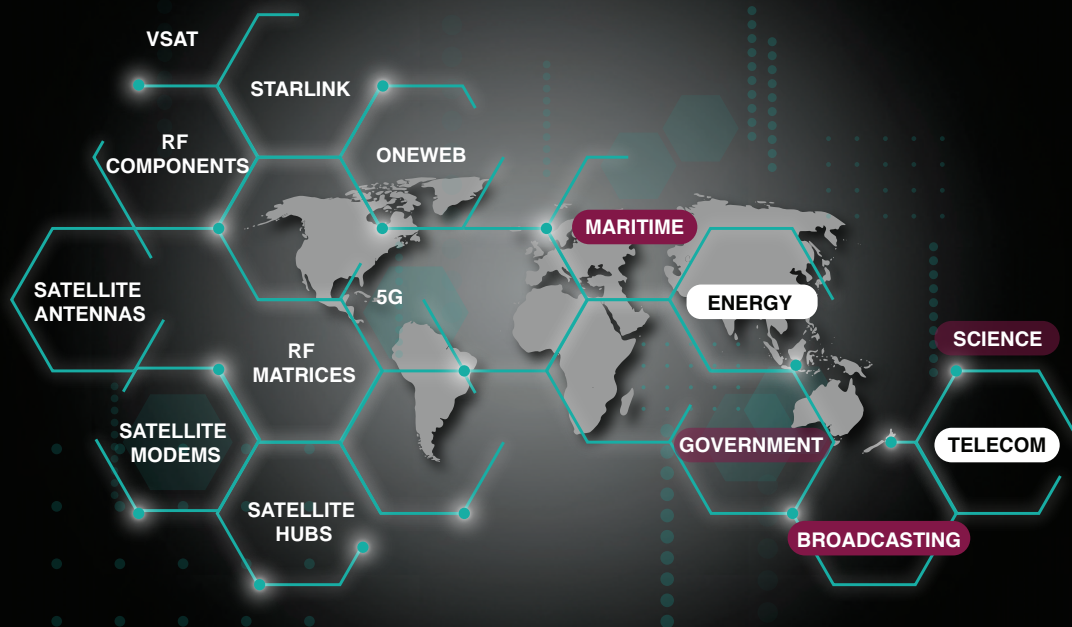 VSAT
STARLINK
RF
COMPONENTS
ONEWEB
MARITIME
SATELLITE
ANTENNAS
5G
ENERGY
SCIENCE
RF
MATRICES
SATELLITE
MODEMS
GOVERNMENT
TELECOM
SATELLITE
HUBS
BROADCASTING